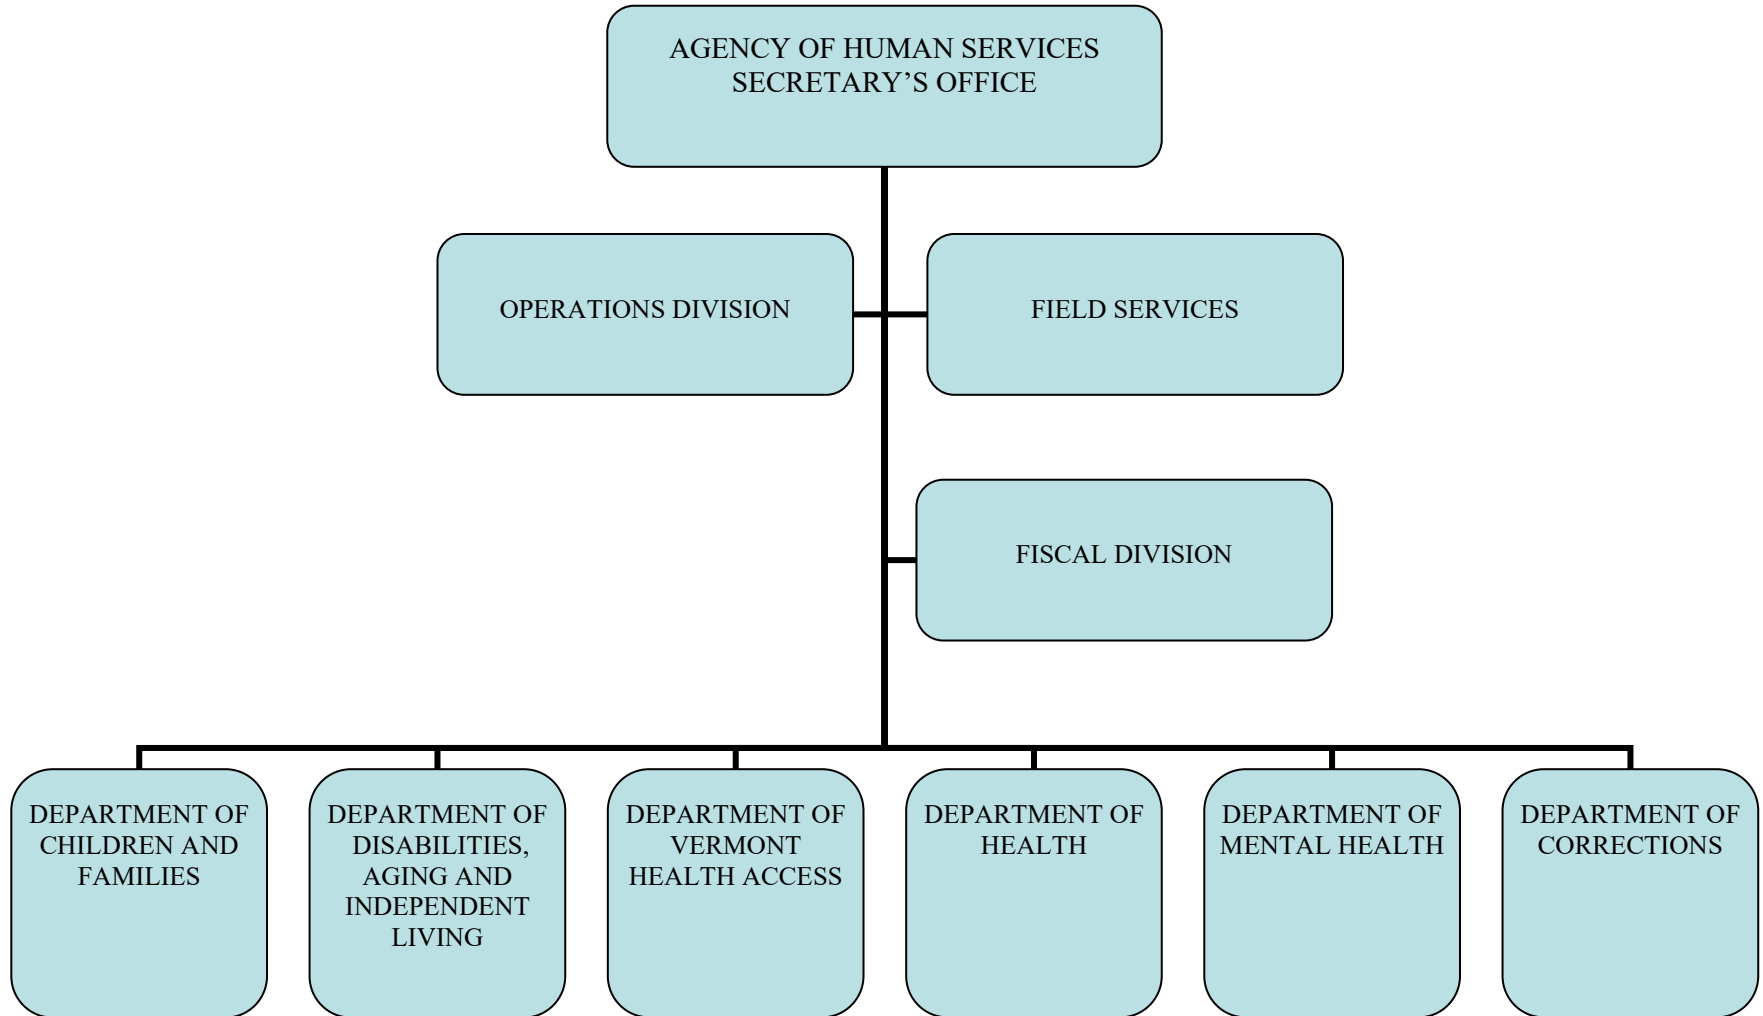 AGENCY OF HUMAN SERVICES
SECRETARY’S OFFICE
OPERATIONS DIVISION
FIELD SERVICES
FISCAL DIVISION
DEPARTMENT OF
CHILDREN AND
FAMILIES
DEPARTMENT OF
DISABILITIES,
AGING AND
INDEPENDENT
LIVING
DEPARTMENT OF
VERMONT
HEALTH ACCESS
DEPARTMENT OF
HEALTH
DEPARTMENT OF
MENTAL HEALTH
DEPARTMENT OF
CORRECTIONS